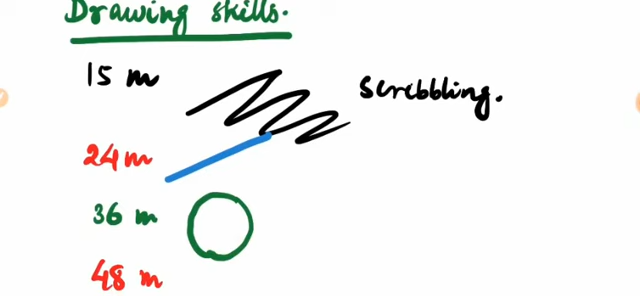 Drawing skills.
15 m scribbling.
24 m
36 m
48 m